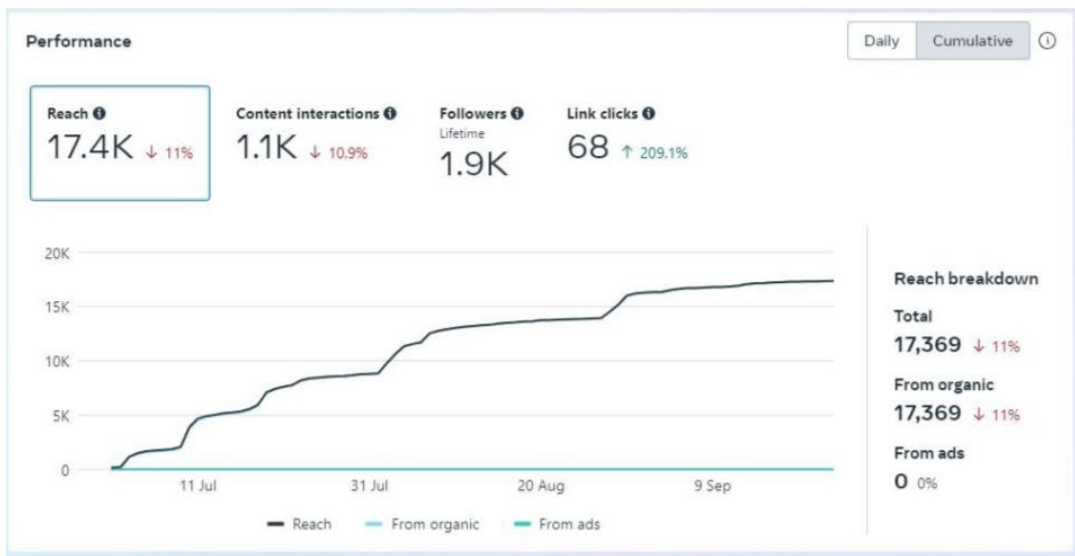 Performance
Daily Cumulative
Reach
17.4K ↓ 11%
Content interactions
1.1K ↓ 10.9%
Followers
Lifetime
1.9K
Link clicks
68 ↑ 209.1%
20K
15K
10K
5K
0
11 Jul 31 Jul 20 Aug 9 Sep
Reach From organic From ads
Reach breakdown
Total
17,369 ↓ 11%
From organic
17,369 ↓ 11%
From ads
0 0%